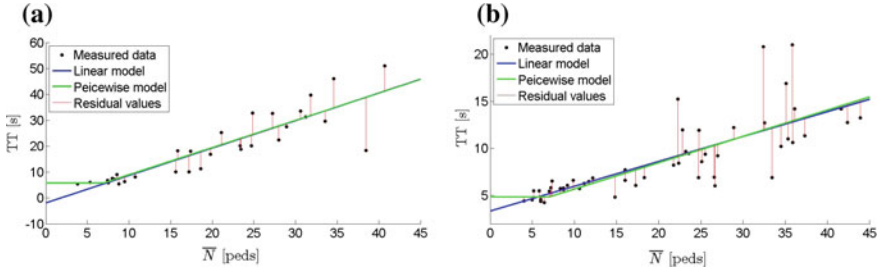 (a)
60
50
40
30
20
10
0
-10
TT [s]
Measured data
Linear model
Peicewise model
Residual values
0 5 10 15 20 25 30 35 40 45
N̅ [peds]
(b)
20
15
10
5
0
TT [s]
Measured data
Linear model
Peicewise model
Residual values
0 5 10 15 20 25 30 35 40 45
N̅ [peds]